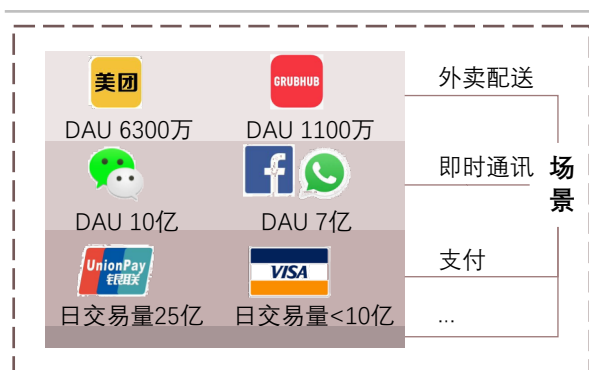 美团
GRUBHUB
外卖配送
DAU 6300万
DAU 1100万
即时通讯
场景
f
DAU 10亿
DAU 7亿
UnionPay
银联
VISA
支付
日交易量25亿
日交易量<10亿
...